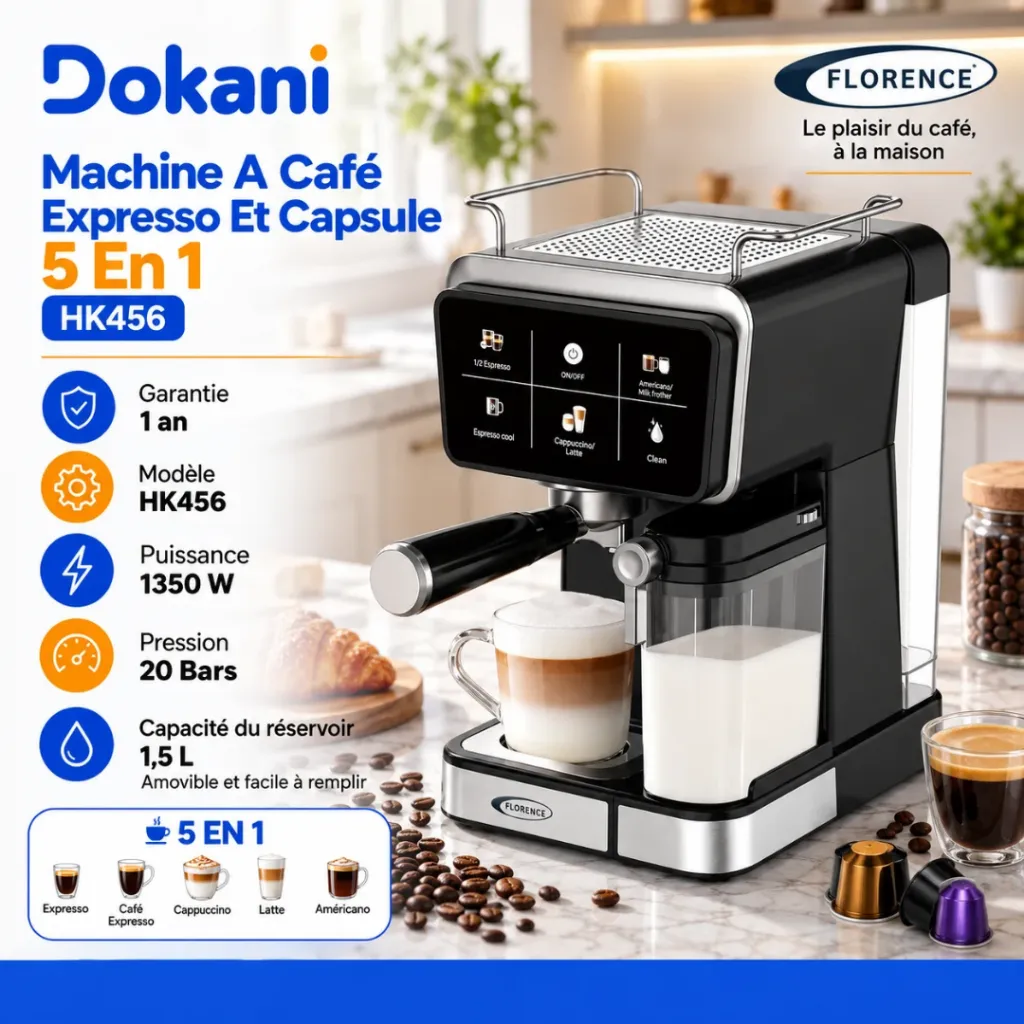 Dokani
FLORENCE
Le plaisir du café,
à la maison
Machine A Café
Expresso Et Capsule
5 En 1
HK456
Garantie
1 an
Modèle
HK456
Puissance
1350 W
Pression
20 Bars
Capacité du réservoir
1,5 L
Amovible et facile à remplir
5 EN 1
Expresso
Café
Expresso
Cappuccino
Latte
Américano
1/2 Espresso
ON/OFF
Americano/
Milk frother
Espresso cool
Cappuccino/
Latte
Clean
FLORENCE